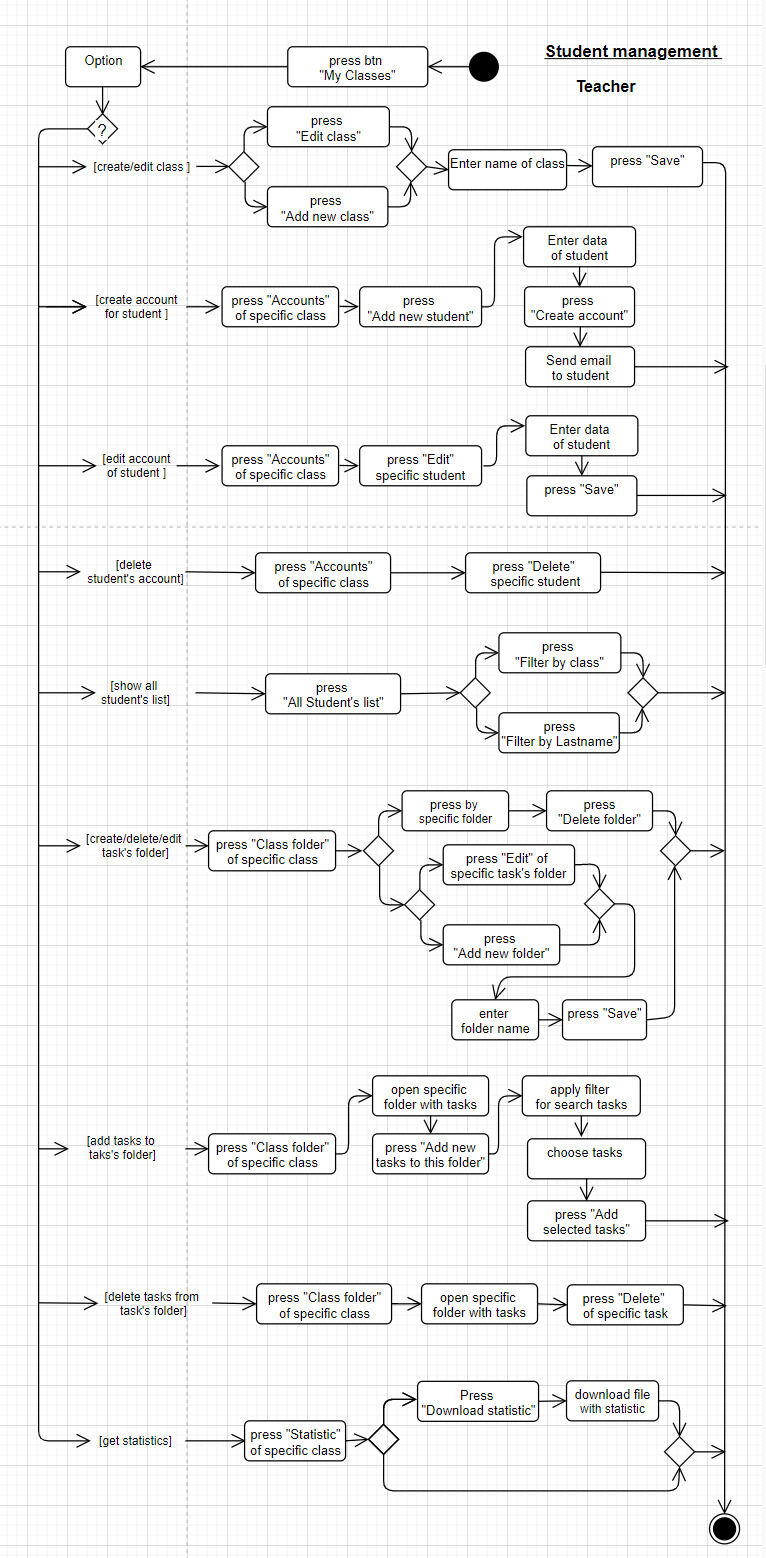 Student management
Teacher
Option
press btn
"My Classes"
?
[create/edit class ]
press
"Edit class"
press
"Add new class"
Enter name of class
press "Save"
[create account
for student ]
press "Accounts"
of specific class
press
"Add new student"
Enter data
of student
press
"Create account"
Send email
to student
[edit account
of student ]
press "Accounts"
of specific class
press "Edit"
specific student
Enter data
of student
press "Save"
[delete
student's account]
press "Accounts"
of specific class
press "Delete"
specific student
[show all
student's list]
press
"All Student's list"
press
"Filter by class"
press
"Filter by Lastname"
[create/delete/edit
task's folder]
press "Class folder"
of specific class
press by
specific folder
press
"Delete folder"
press "Edit" of
specific task's folder
press
"Add new folder"
enter
folder name
press "Save"
[add tasks to
taks's folder]
press "Class folder"
of specific class
open specific
folder with tasks
press "Add new
tasks to this folder"
apply filter
for search tasks
choose tasks
press "Add
selected tasks"
[delete tasks from
task's folder]
press "Class folder"
of specific class
open specific
folder with tasks
press "Delete"
of specific task
[get statistics]
press "Statistic"
of specific class
Press
"Download statistic"
download file
with statistic